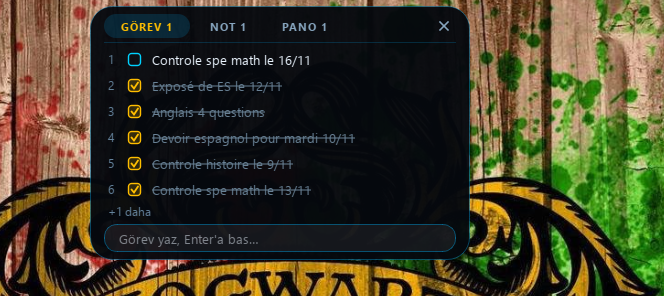 GÖREV 1 NOT 1 PANO 1
1 Controle spe math le 16/11
2 Exposé de ES le 12/11
3 Anglais 4 questions
4 Devoir espagnol pour mardi 10/11
5 Controle histoire le 9/11
6 Controle spe math le 13/11
+1 daha
Görev yaz, Enter'a bas...
OGWAR